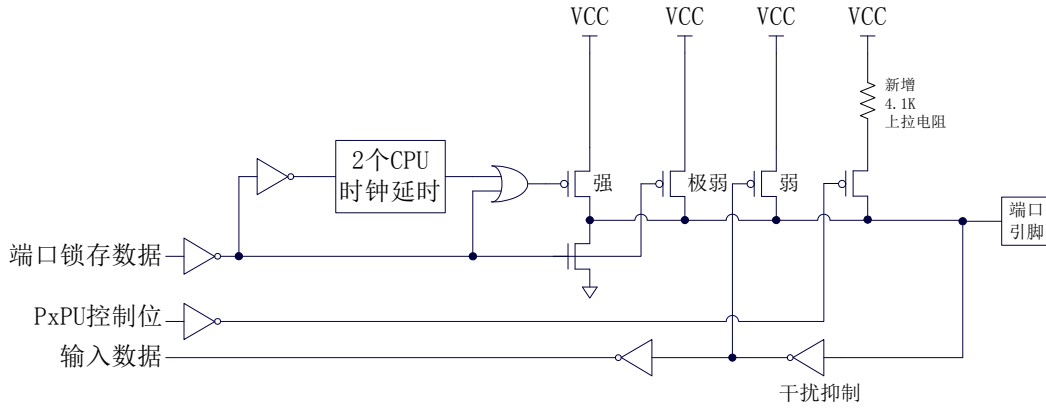 VCC VCC VCC VCC
新增
4.1K
上拉电阻
2个CPU
时钟延时
强 极弱 弱
端口
引脚
端口锁存数据
PxPU控制位
输入数据
干扰抑制